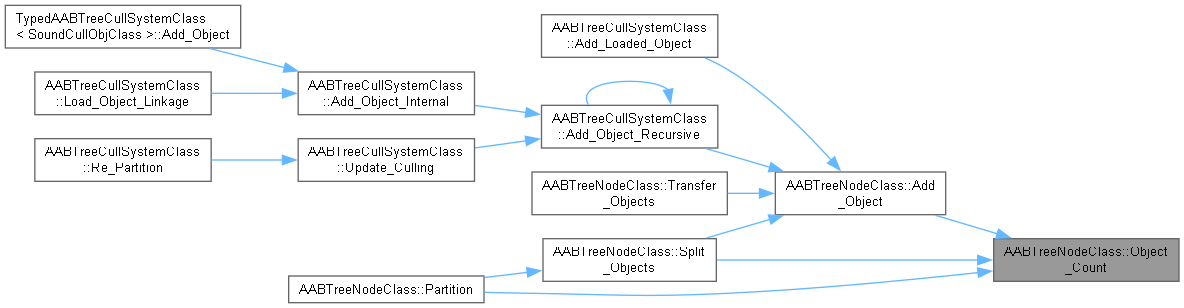 TypedAABTreeCullSystemClass
< SoundCullObjClass >::Add_Object
AABTreeCullSystemClass
::Load_Object_Linkage
AABTreeCullSystemClass
::Re_Partition
AABTreeCullSystemClass
::Add_Object_Internal
AABTreeCullSystemClass
::Update_Culling
AABTreeNodeClass::Partition
AABTreeCullSystemClass
::Add_Loaded_Object
AABTreeCullSystemClass
::Add_Object_Recursive
AABTreeNodeClass::Transfer
_Objects
AABTreeNodeClass::Split
_Objects
AABTreeNodeClass::Add
_Object
AABTreeNodeClass::Object
_Count